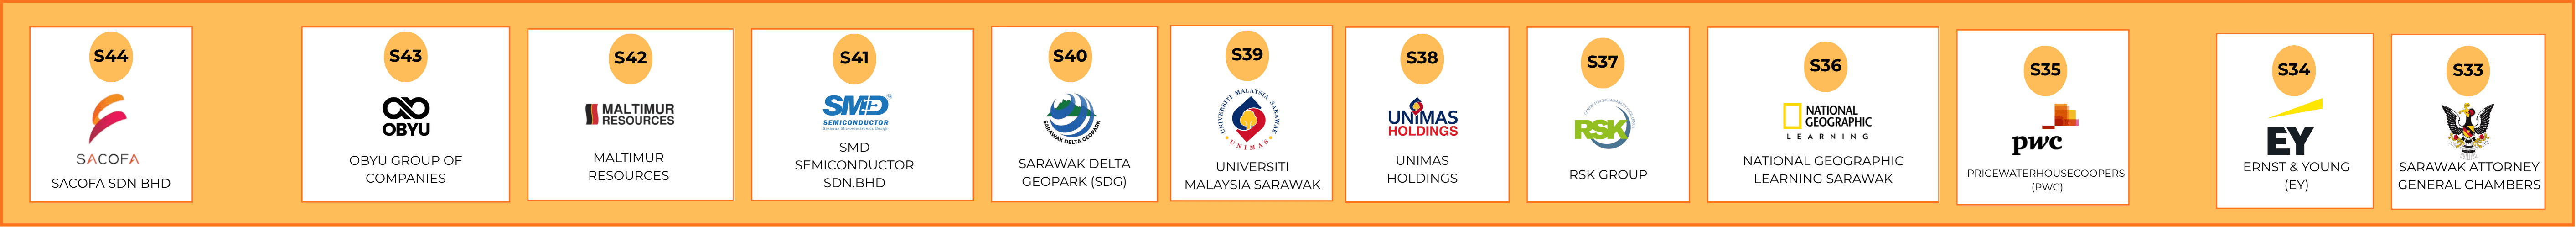 S44
SACOFA
SACOFA SDN BHD
S43
OBYU
OBYU GROUP OF
COMPANIES
S42
MALTIMUR
RESOURCES
MALTIMUR
RESOURCES
S41
SMD
SEMICONDUCTOR
Sarawak Microelectronics Design
SMD
SEMICONDUCTOR
SDN.BHD
S40
SARAWAK DELTA GEOPARK
SARAWAK DELTA
GEOPARK (SDG)
S39
UNIVERSITI MALAYSIA SARAWAK
UNIMAS
UNIVERSITI
MALAYSIA SARAWAK
S38
UNIMAS
HOLDINGS
UNIMAS
HOLDINGS
S37
RSK
RSK GROUP
S36
NATIONAL
GEOGRAPHIC
LEARNING
NATIONAL GEOGRAPHIC
LEARNING SARAWAK
S35
pwc
PRICEWATERHOUSECOOPERS
(PWC)
S34
EY
ERNST & YOUNG
(EY)
S33
SARAWAK ATTORNEY
GENERAL CHAMBERS